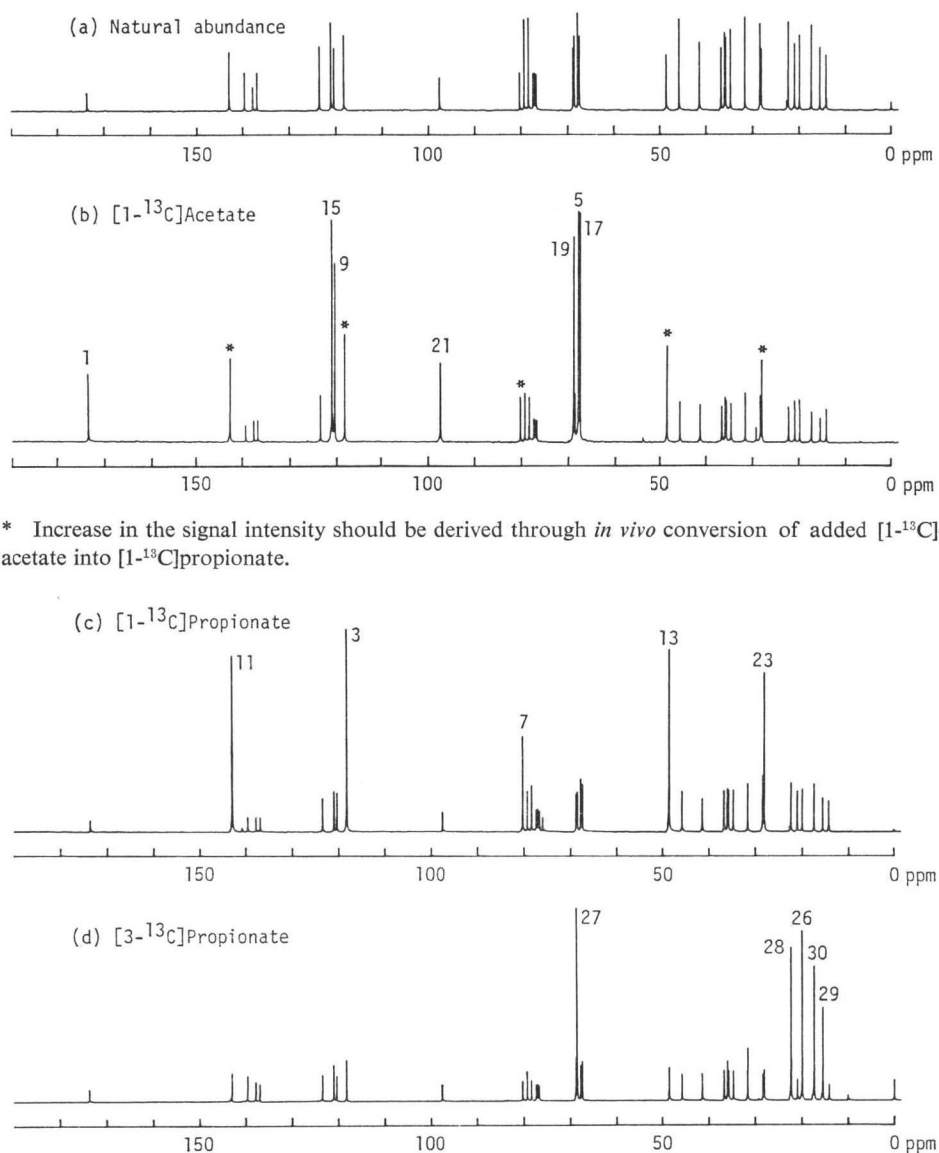 (a) Natural abundance
150 100 50 0 ppm
(b) [1-¹³C]Acetate
1 * 15 9 * 21 * 19 5 17 * *
150 100 50 0 ppm
* Increase in the signal intensity should be derived through in vivo conversion of added [1-¹³C]
acetate into [1-¹³C]propionate.
(c) [1-¹³C]Propionate
11 3 7 13 23
150 100 50 0 ppm
(d) [3-¹³C]Propionate
27 28 26 30 29
150 100 50 0 ppm